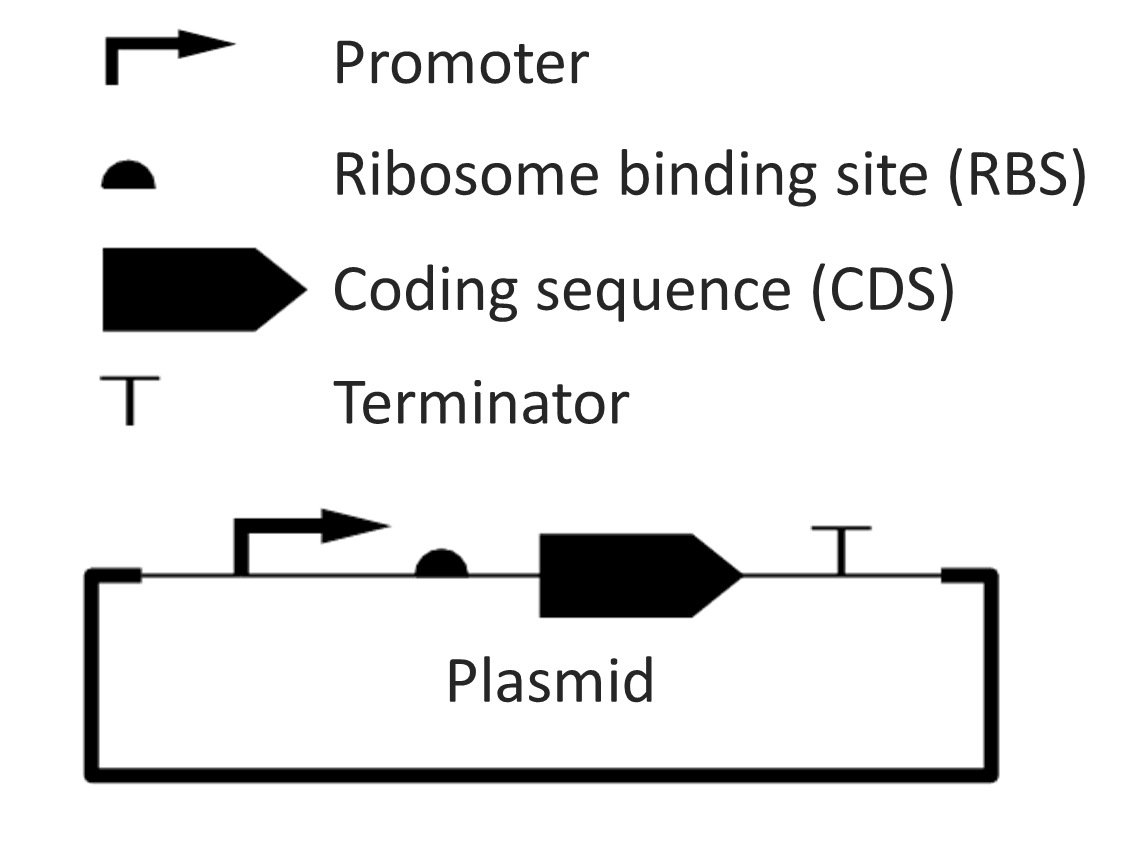 Promoter
Ribosome binding site (RBS)
Coding sequence (CDS)
Terminator
Plasmid